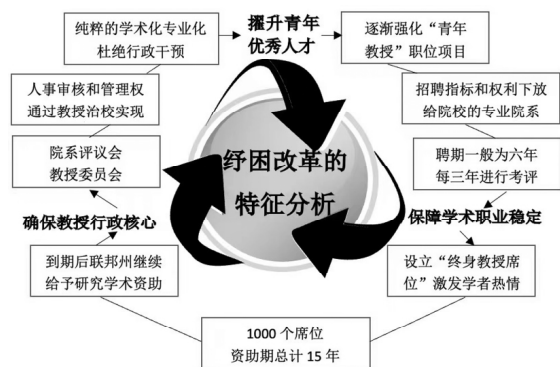 纯粹的学术化专业化
杜绝行政干预
擢升青年
优秀人才
逐渐强化“青年
教授”职位项目
人事审核和管理权
通过教授治校实现
招聘指标和权利下放
给院校的专业院系
院系评议会
教授委员会
纾困改革的
特征分析
聘期一般为六年
每三年进行考评
确保教授行政核心
保障学术职业稳定
到期后联邦州继续
给予研究学术资助
设立“终身教授席
位”激发学者热情
1000 个席位
资助期总计 15 年